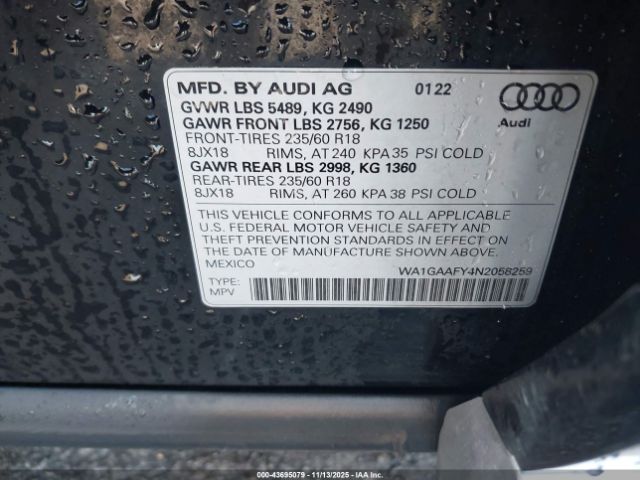 MFD. BY AUDI AG 01 22
GVWR LBS 5489, KG 2490
GAWR FRONT LBS 2756, KG 1250
FRONT-TIRES 235/60 R18
8JX18 RIMS, AT 240 KPA 35 PSI COLD
GAWR REAR LBS 2998, KG 1360
REAR-TIRES 235/60 R18
8JX18 RIMS, AT 260 KPA 38 PSI COLD
Audi
THIS VEHICLE CONFORMS TO ALL APPLICABLE
U.S. FEDERAL MOTOR VEHICLE SAFETY AND
THEFT PREVENTION STANDARDS IN EFFECT ON
THE DATE OF MANUFACTURE SHOWN ABOVE.
MEXICO
WA1GAAFY4N2058259
TYPE:
MPV
000-43695079 - 11/13/2025 - IAAI/COPART